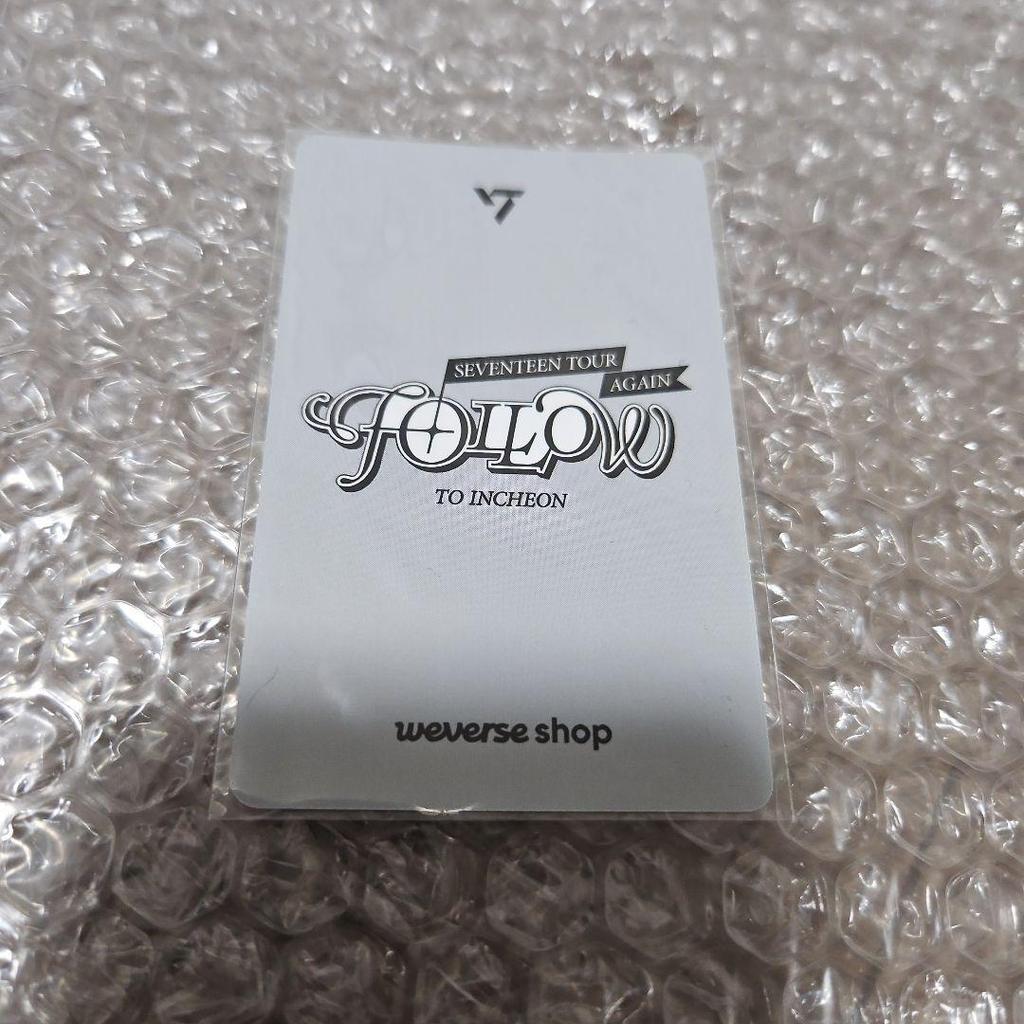 SEVENTEEN TOUR
AGAIN
FOLLOW
TO INCHEON
weverse shop